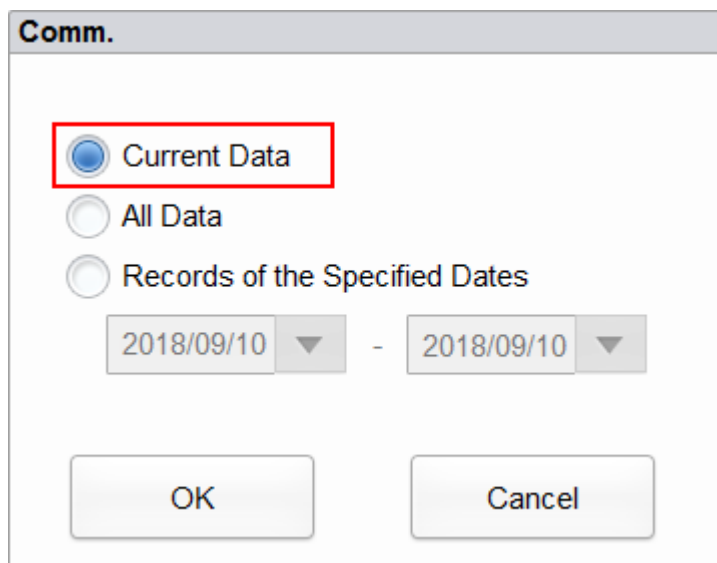 Comm.
Current Data
All Data
Records of the Specified Dates
2018/09/10 - 2018/09/10
OK Cancel